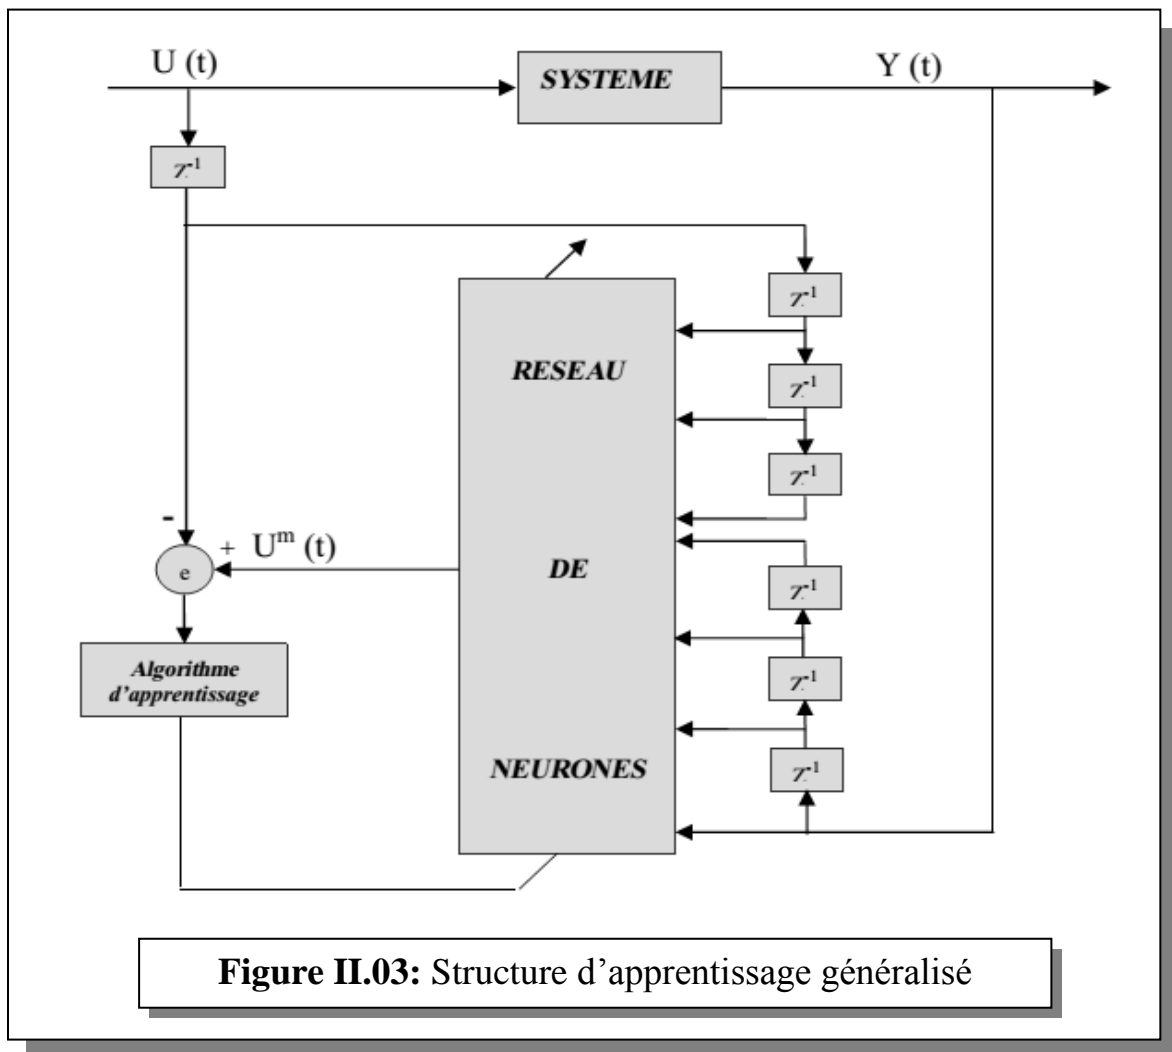 U (t)
SYSTEME
Y (t)
Z-1
Z-1
RESEAU
Z-1
Z-1
-
+ U^m (t)
e
DE
Z-1
Algorithme
d'apprentissage
Z-1
NEURONES
Z-1
Figure II.03: Structure d'apprentissage généralisé